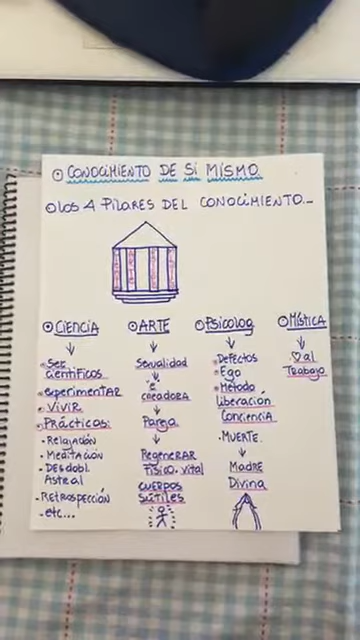 CONOCIMIENTO DE SÍ MISMO
LOS 4 PILARES DEL CONOCIMIENTO...
CIENCIA
Ser
científicos
experimentar
Vivir
Prácticas:
- Relajación
- Meditación
- Desdobl.
Astral
- Retrospección
- etc...
ARTE
Sexualidad
creadora
Pareja
Regenerar
Físico, vital
cuerpos
sutiles
PSICOLOG
Defectos
Ego
Método
liberación
Conciencia
- MUERTE
Madre
Divina
MÍSTICA
♡ al
Trabajo